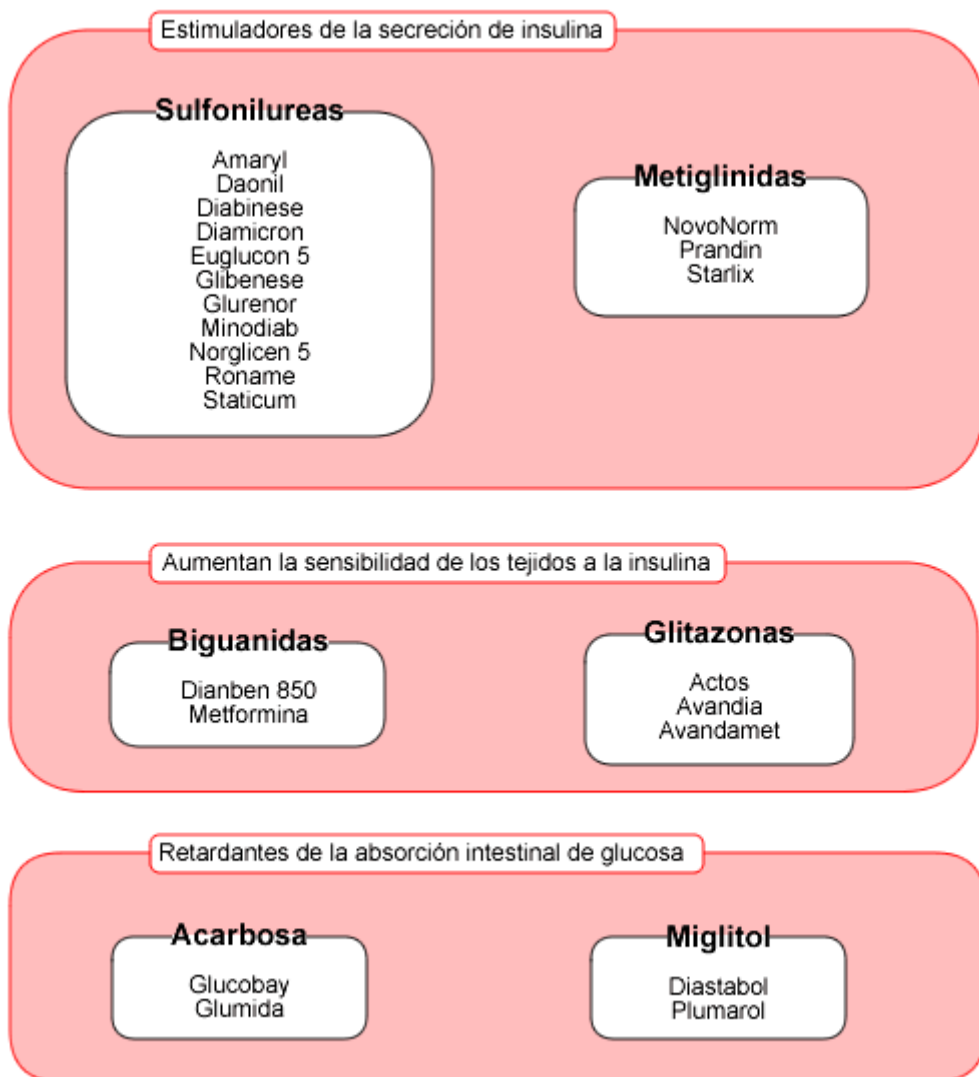 Estimuladores de la secreción de insulina
Sulfonilureas
Amaryl
Daonil
Diabinese
Diamicron
Euglucon 5
Glibenese
Glurenor
Minodiab
Norglicen 5
Roname
Staticum
Metiglinidas
NovoNorm
Prandin
Starlix
Aumentan la sensibilidad de los tejidos a la insulina
Biguanidas
Dianben 850
Metformina
Glitazonas
Actos
Avandia
Avandamet
Retardantes de la absorción intestinal de glucosa
Acarbosa
Glucobay
Glumida
Miglitol
Diastabol
Plumarol